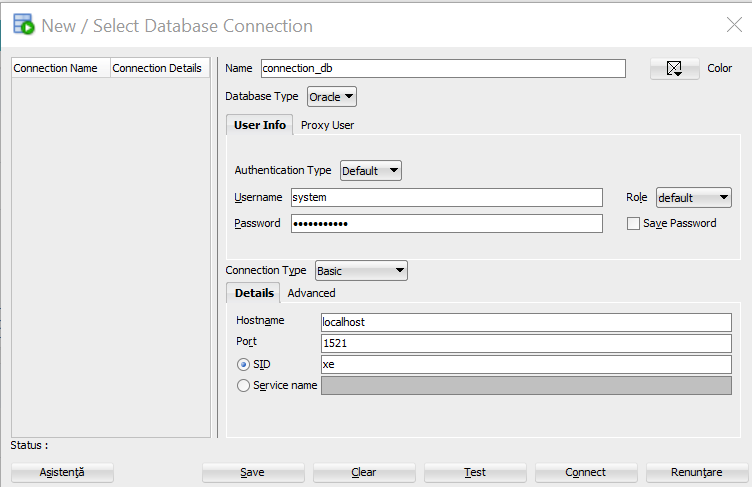 New / Select Database Connection
Connection Name Connection Details
Name connection_db Color
Database Type Oracle
User Info Proxy User
Authentication Type Default
Username system Role default
Password ••••••••••• Save Password
Connection Type Basic
Details Advanced
Hostname localhost
Port 1521
SID xe
Service name
Status :
Asistență Save Clear Test Connect Renunțare